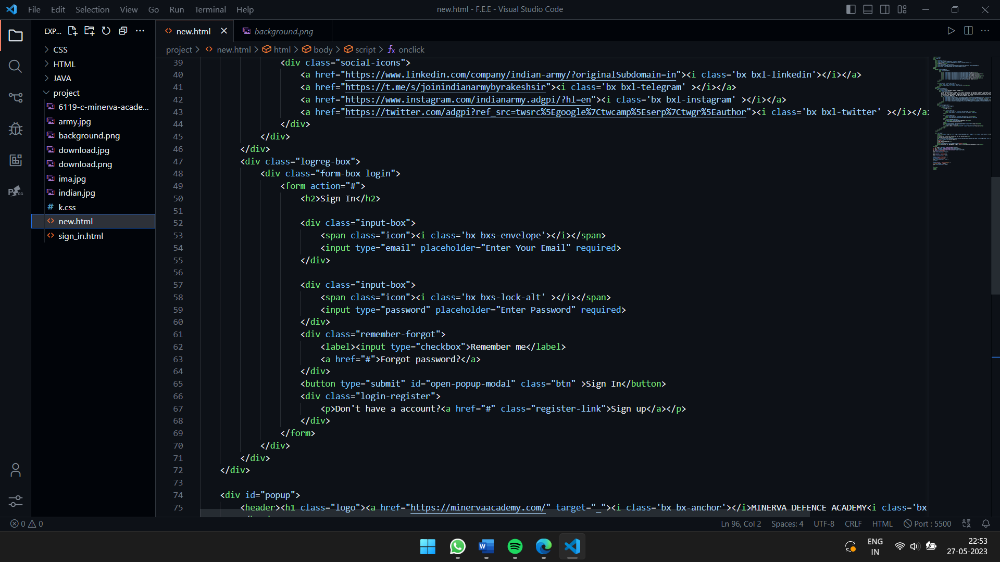 File Edit Selection View Go Run Terminal Help
new.html - F.E.E - Visual Studio Code
EXP...
new.html
background.png
project > new.html > html > body > script > onclick
CSS
HTML
JAVA
project
6119-c-minerva-acade...
army.jpg
background.png
download.jpg
download.png
ima.jpg
indian.jpg
# k.css
new.html
sign_in.html
39 <div class="social-icons">
40 <a href="https://www.linkedin.com/company/indian-army/?originalSubdomain=in"><i class='bx bxl-linkedin'></i></a>
41 <a href="https://t.me/s/joinindianarmybyrakeshsir"><i class='bx bxl-telegram' ></i></a>
42 <a href="https://www.instagram.com/indianarmy.adgpi/?hl=en"><i class='bx bxl-instagram' ></i></a>
43 <a href="https://twitter.com/adgpi?ref_src=twsrc%5Egoogle%7Ctwcamp%5Eserp%7Ctwgr%5Eauthor"><i class='bx bxl-twitter' ></i></a>
44 </div>
45 </div>
46 </div>
47 <div class="logreg-box">
48 <div class="form-box login">
49 <form action="#">
50 <h2>Sign In</h2>
51
52 <div class="input-box">
53 <span class="icon"><i class='bx bxs-envelope'></i></span>
54 <input type="email" placeholder="Enter Your Email" required>
55 </div>
56
57 <div class="input-box">
58 <span class="icon"><i class='bx bxs-lock-alt' ></i></span>
59 <input type="password" placeholder="Enter Password" required>
60 </div>
61 <div class="remember-forgot">
62 <label><input type="checkbox">Remember me</label>
63 <a href="#">Forgot password?</a>
64 </div>
65 <button type="submit" id="open-popup-modal" class="btn" >Sign In</button>
66 <div class="login-register">
67 <p>Don't have a account?<a href="#" class="register-link">Sign up</a></p>
68 </div>
69 </form>
70 </div>
71 </div>
72 </div>
73
74 <div id="popup">
75 <header><h1 class="logo"><a href="https://minervaacademy.com/" target="_"><i class='bx bx-anchor'></i>MINERVA DEFENCE ACADEMY<i class='bx
0 0
Ln 96, Col 2 Spaces: 4 UTF-8 CRLF HTML Port : 5500
ENG
IN
22:53
27-05-2023